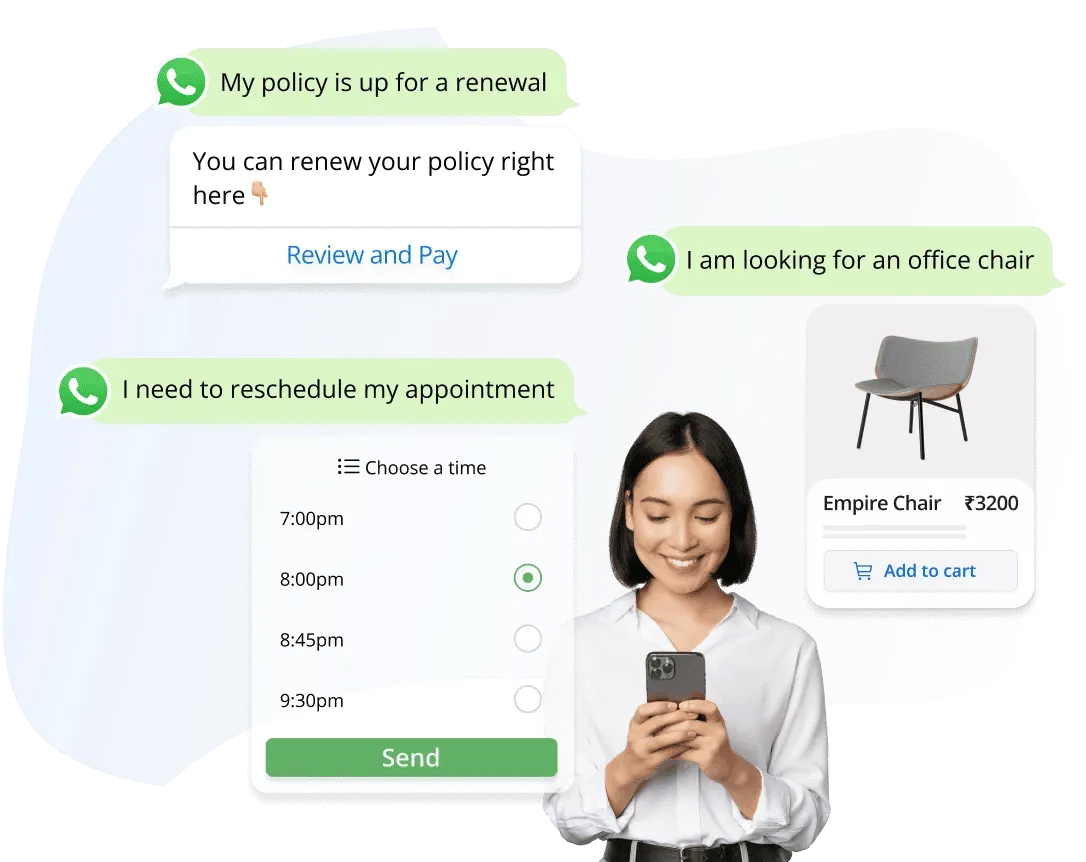 My policy is up for a renewal
You can renew your policy right
here👇🏼
Review and Pay
I am looking for an office chair
Empire Chair ₹3200
Add to cart
I need to reschedule my appointment
Choose a time
7:00pm
8:00pm
8:45pm
9:30pm
Send